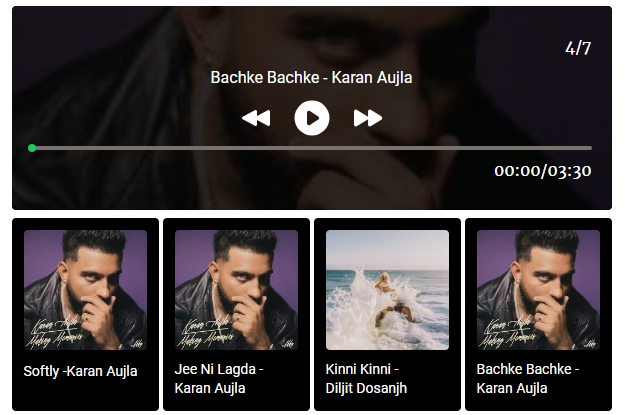 4/7
Bachke Bachke - Karan Aujla
00:00/03:30
Karan Aujla
Making Memories
Karan Aujla
Making Memories
Karan Aujla
Making Memories
Softly -Karan Aujla
Jee Ni Lagda -
Karan Aujla
Kinni Kinni -
Diljit Dosanjh
Bachke Bachke -
Karan Aujla